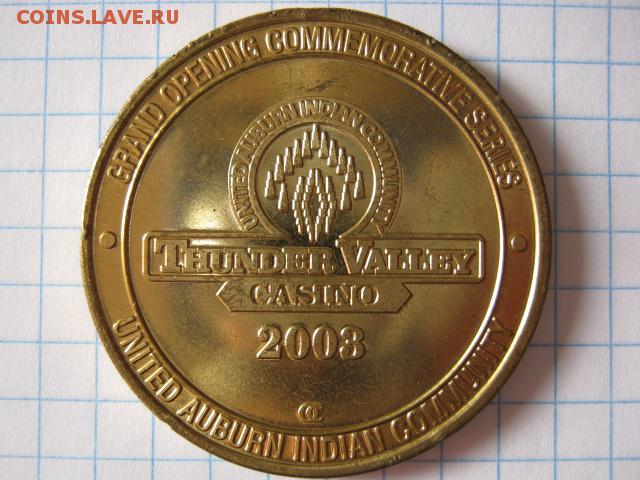 COINS.LAVE.RU
GRAND OPENING COMMEMORATIVE SERIES
UNITED AUBURN INDIAN COMMUNITY
THUNDER VALLEY
CASINO
2003
UNITED AUBURN INDIAN COMMUNITY